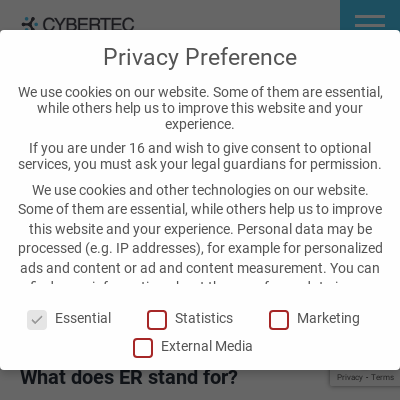 CYBERTEC
Privacy Preference
We use cookies on our website. Some of them are essential,
while others help us to improve this website and your
experience.
If you are under 16 and wish to give consent to optional
services, you must ask your legal guardians for permission.
We use cookies and other technologies on our website.
Some of them are essential, while others help us to improve
this website and your experience. Personal data may be
processed (e.g. IP addresses), for example for personalized
ads and content or ad and content measurement. You can
Essential
Statistics
Marketing
External Media
What does ER stand for?
Privacy - Terms